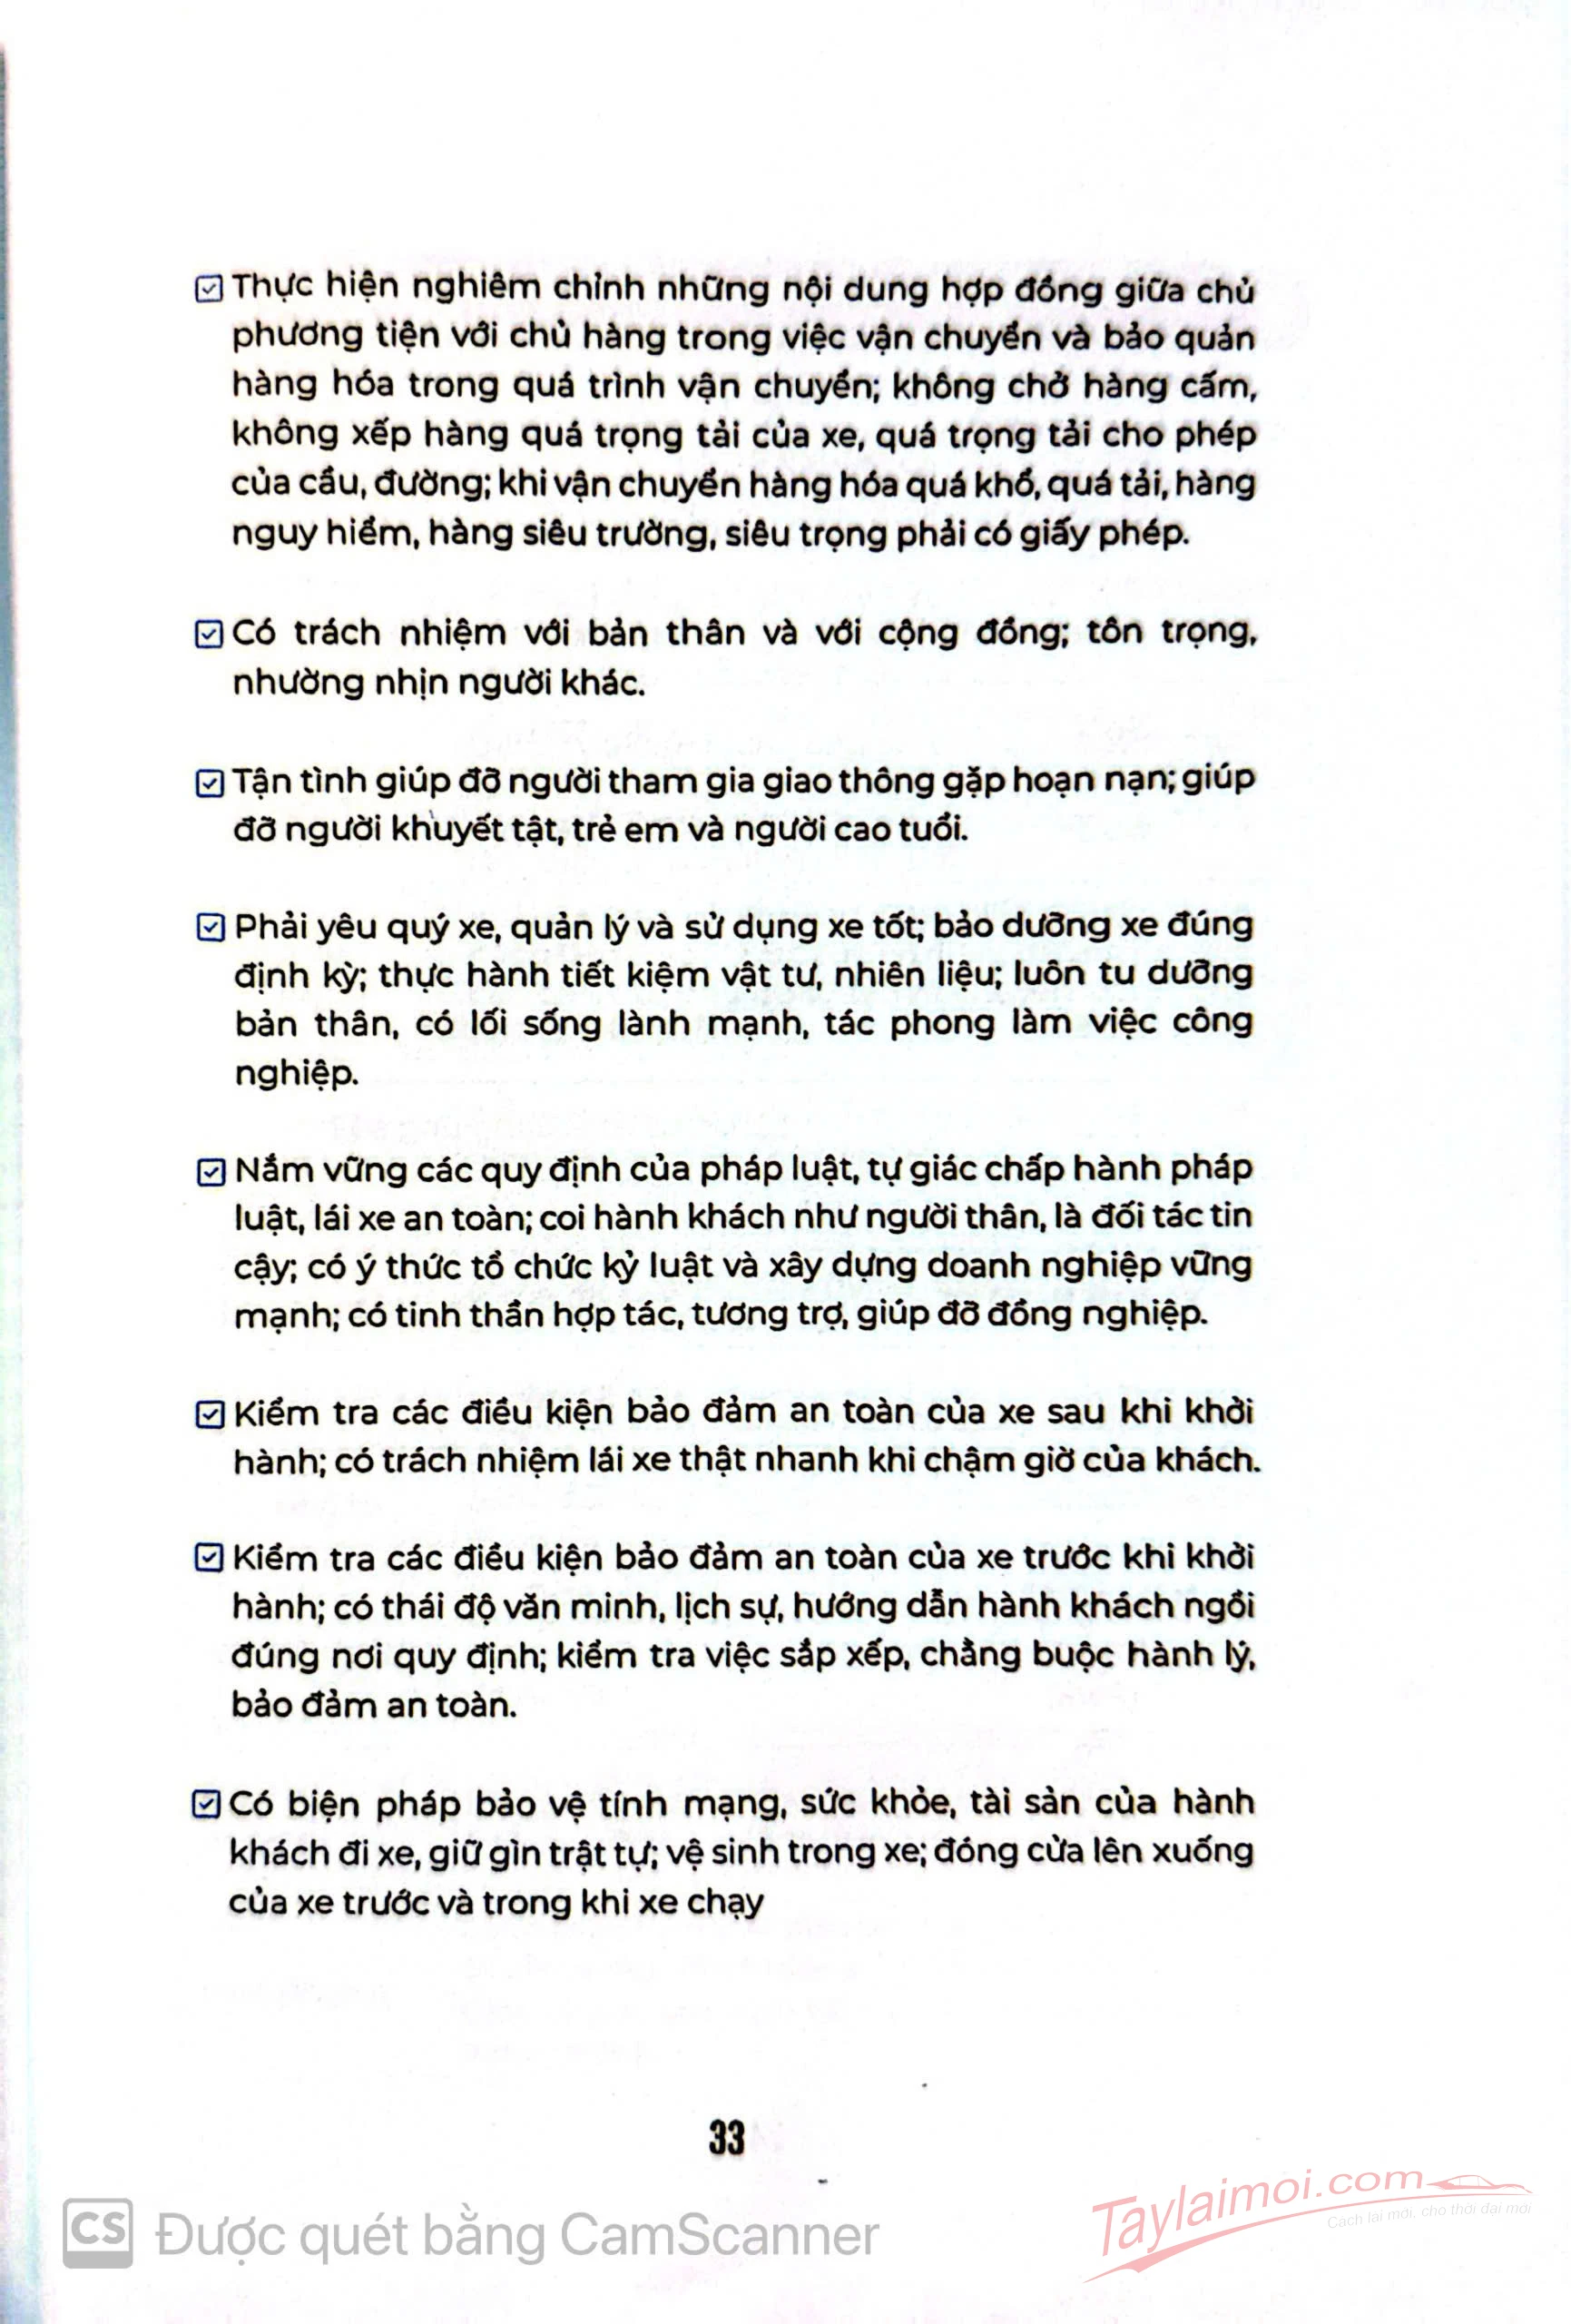 Thực hiện nghiêm chỉnh những nội dung hợp đồng giữa chủ
phương tiện với chủ hàng trong việc vận chuyển và bảo quản
hàng hóa trong quá trình vận chuyển; không chở hàng cấm,
không xếp hàng quá trọng tải của xe, quá trọng tải cho phép
của cầu, đường; khi vận chuyển hàng hóa quá khổ, quá tải, hàng
nguy hiểm, hàng siêu trường, siêu trọng phải có giấy phép.
Có trách nhiệm với bản thân và với cộng đồng; tôn trọng,
nhường nhịn người khác.
Tận tình giúp đỡ người tham gia giao thông gặp hoạn nạn; giúp
đỡ người khuyết tật, trẻ em và người cao tuổi.
Phải yêu quý xe, quản lý và sử dụng xe tốt; bảo dưỡng xe đúng
định kỳ; thực hành tiết kiệm vật tư, nhiên liệu; luôn tu dưỡng
bản thân, có lối sống lành mạnh, tác phong làm việc công
nghiệp.
Nắm vững các quy định của pháp luật, tự giác chấp hành pháp
luật, lái xe an toàn; coi hành khách như người thân, là đối tác tin
cậy; có ý thức tổ chức kỷ luật và xây dựng doanh nghiệp vững
mạnh; có tinh thần hợp tác, tương trợ, giúp đỡ đồng nghiệp.
Kiểm tra các điều kiện bảo đảm an toàn của xe sau khi khởi
hành; có trách nhiệm lái xe thật nhanh khi chậm giờ của khách.
Kiểm tra các điều kiện bảo đảm an toàn của xe trước khi khởi
hành; có thái độ văn minh, lịch sự, hướng dẫn hành khách ngồi
đúng nơi quy định; kiểm tra việc sắp xếp, chằng buộc hành lý,
bảo đảm an toàn.
Có biện pháp bảo vệ tính mạng, sức khỏe, tài sản của hành
khách đi xe, giữ gìn trật tự; vệ sinh trong xe; đóng cửa lên xuống
của xe trước và trong khi xe chạy
33
CS Được quét bằng CamScanner
Taylaimoi.com
Cách lái mới, cho thời đại mới